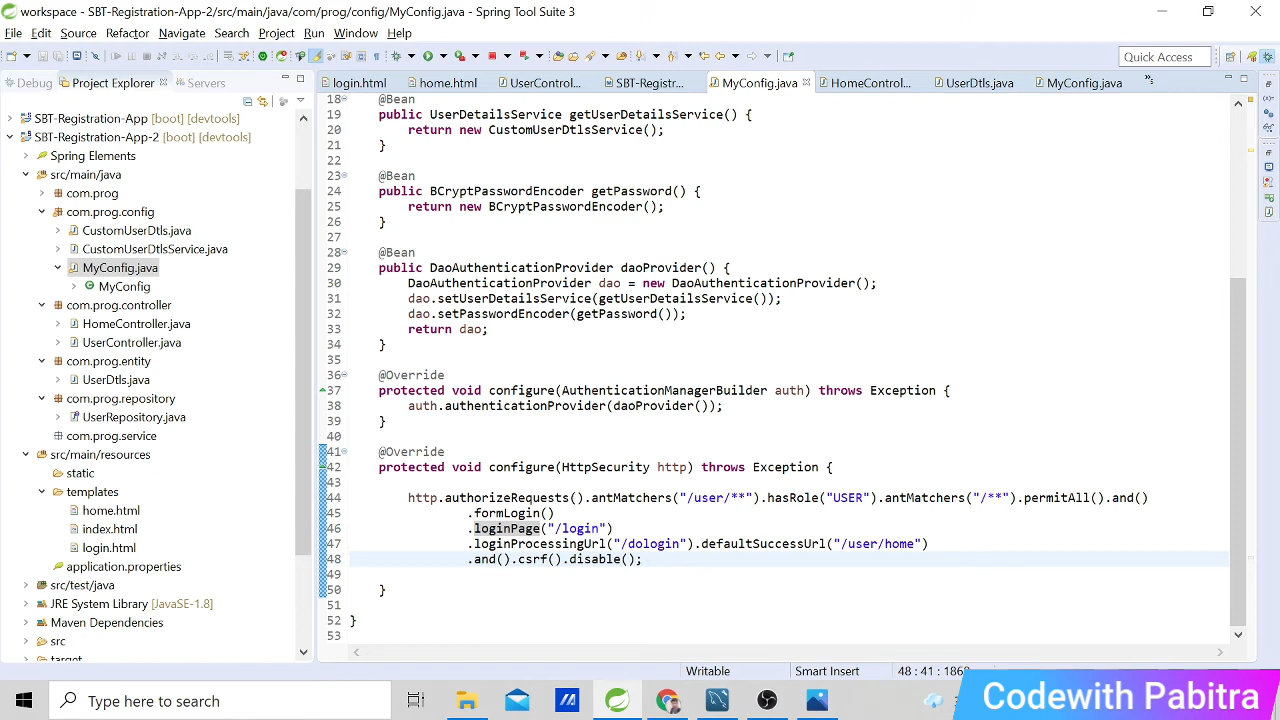 workspace - SBT-Registration-App-2/src/main/java/com/prog/config/MyConfig.java - Spring Tool Suite 3
File Edit Source Refactor Navigate Search Project Run Window Help
Quick Access
Debug Project Explorer Servers
login.html home.html UserControl... SBT-Registr... MyConfig.java HomeControl... UserDtls.java MyConfig.java
SBT-Registration-App [boot] [devtools]
SBT-Registration-App-2 [boot] [devtools]
Spring Elements
src/main/java
com.prog
com.prog.config
CustomUserDtls.java
CustomUserDtlsService.java
MyConfig.java
MyConfig
com.prog.controller
HomeController.java
UserController.java
com.prog.entity
UserDtls.java
com.prog.repository
UserRepository.java
com.prog.service
src/main/resources
static
templates
home.html
index.html
login.html
application.properties
src/test/java
JRE System Library [JavaSE-1.8]
Maven Dependencies
src
target
18 @Bean
19 public UserDetailsService getUserDetailsService() {
20 return new CustomUserDtlsService();
21 }
22
23 @Bean
24 public BCryptPasswordEncoder getPassword() {
25 return new BCryptPasswordEncoder();
26 }
27
28 @Bean
29 public DaoAuthenticationProvider daoProvider() {
30 DaoAuthenticationProvider dao = new DaoAuthenticationProvider();
31 dao.setUserDetailsService(getUserDetailsService());
32 dao.setPasswordEncoder(getPassword());
33 return dao;
34 }
35
36 @Override
37 protected void configure(AuthenticationManagerBuilder auth) throws Exception {
38 auth.authenticationProvider(daoProvider());
39 }
40
41 @Override
42 protected void configure(HttpSecurity http) throws Exception {
43
44 http.authorizeRequests().antMatchers("/user/**").hasRole("USER").antMatchers("/**").permitAll().and()
45 .formLogin()
46 .loginPage("/login")
47 .loginProcessingUrl("/dologin").defaultSuccessUrl("/user/home")
48 .and().csrf().disable();
49
50 }
51
52 }
53
Writable Smart Insert 48 : 41 : 1868
Type here to search
Codewith Pabitra